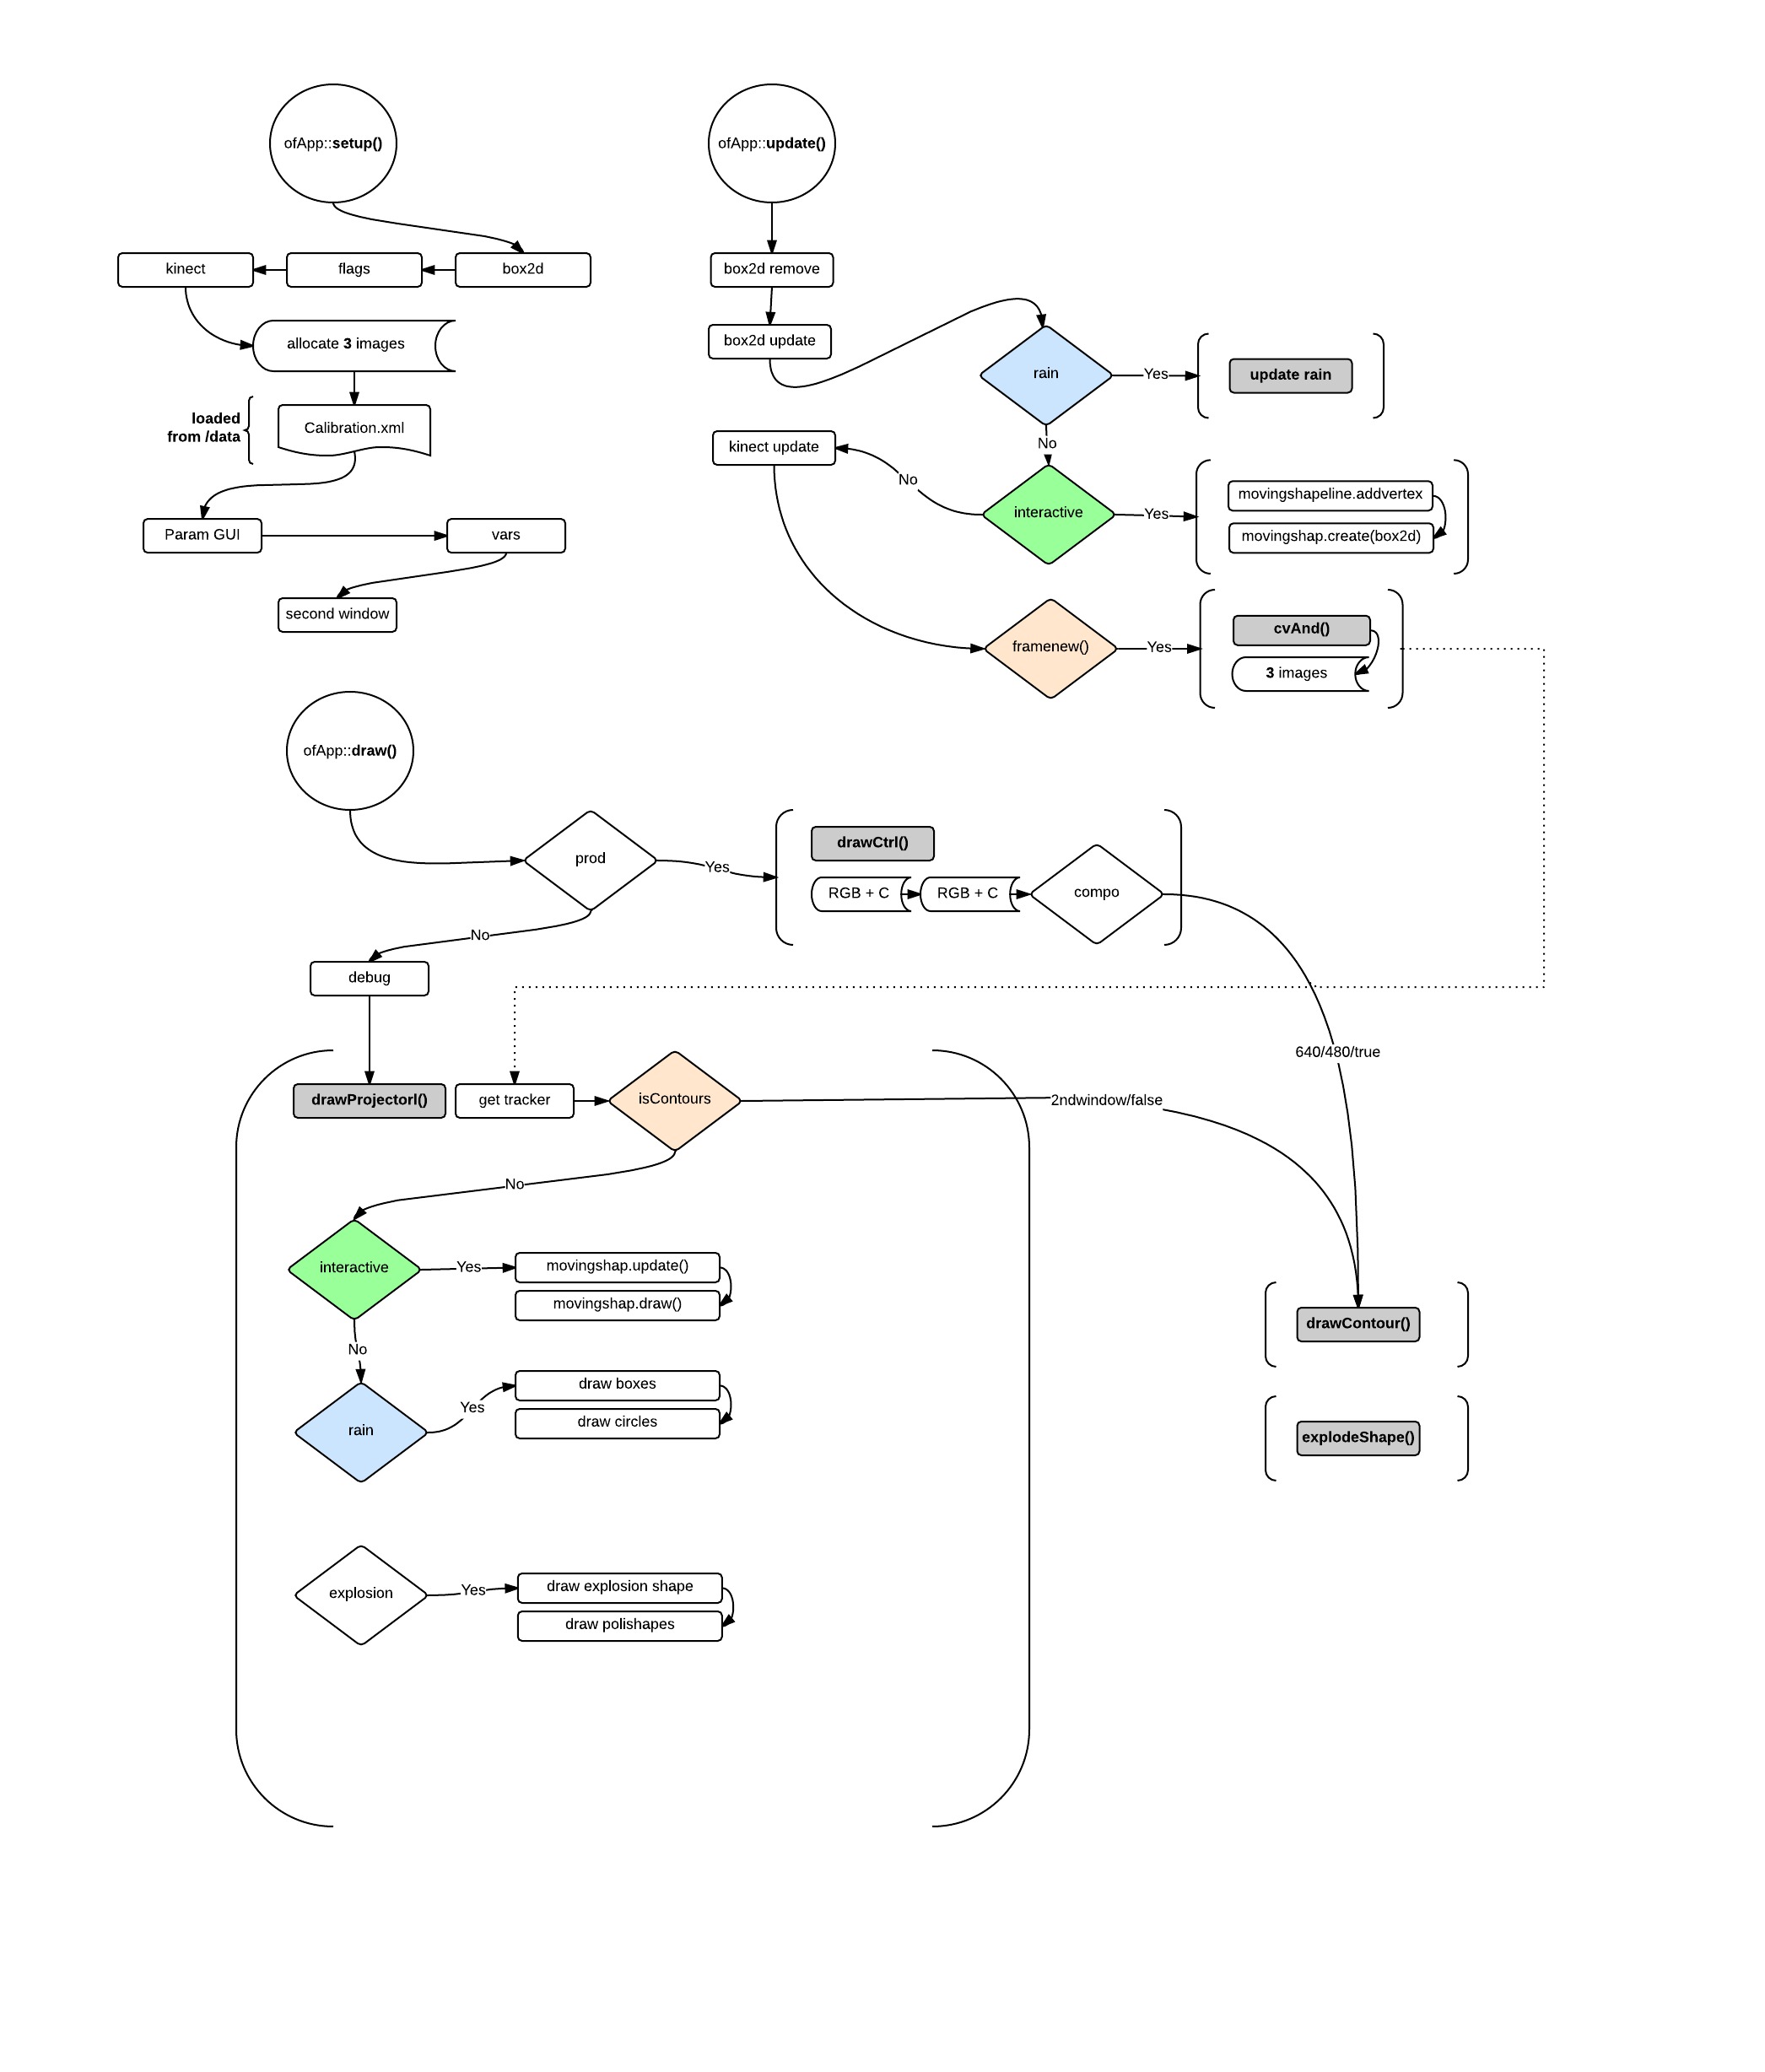 ofApp::setup()
box2d
flags
kinect
allocate 3 images
loaded
from /data
Calibration.xml
Param GUI
vars
second window
ofApp::update()
box2d remove
box2d update
rain
Yes
update rain
No
interactive
Yes
movingshapeline.addvertex
movingshap.create(box2d)
No
kinect update
framenew()
Yes
cvAnd()
3 images
ofApp::draw()
prod
Yes
drawCtrl()
RGB + C
RGB + C
compo
640/480/true
No
debug
drawProjectorI()
get tracker
isContours
2ndwindow/false
No
interactive
Yes
movingshap.update()
movingshap.draw()
No
rain
Yes
draw boxes
draw circles
explosion
Yes
draw explosion shape
draw polishapes
drawContour()
explodeShape()